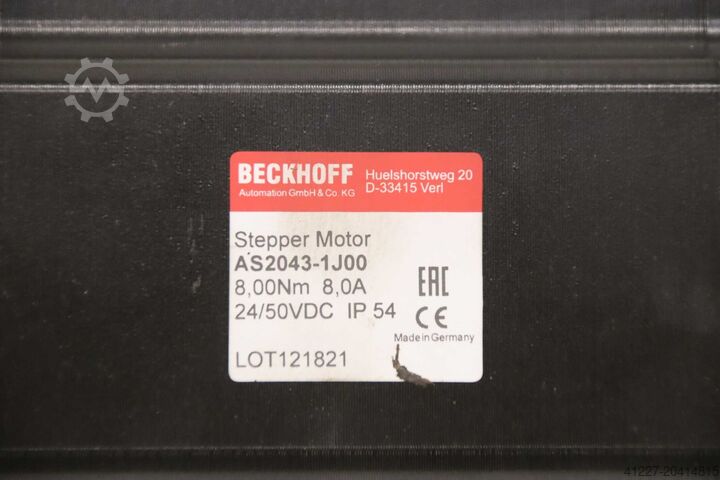 BECKHOFF
Automation GmbH & Co. KG
Huelshorstweg 20
D-33415 Verl
Stepper Motor
AS2043-1J00
8,00Nm 8,0A
24/50VDC IP 54
EAC
CE
Made in Germany
LOT121821
41227-20414815